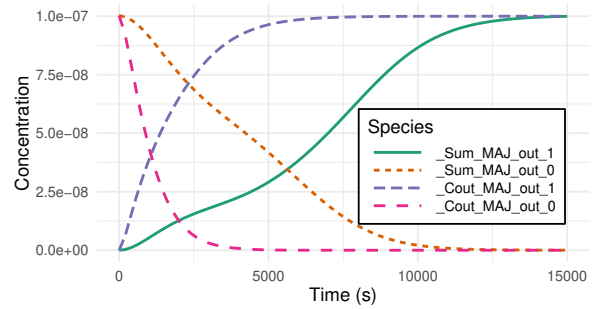 1.0e−07
7.5e−08
5.0e−08
2.5e−08
0.0e+00
Concentration
Species
_Sum_MAJ_out_1
_Sum_MAJ_out_0
_Cout_MAJ_out_1
_Cout_MAJ_out_0
0 5000 10000 15000
Time (s)